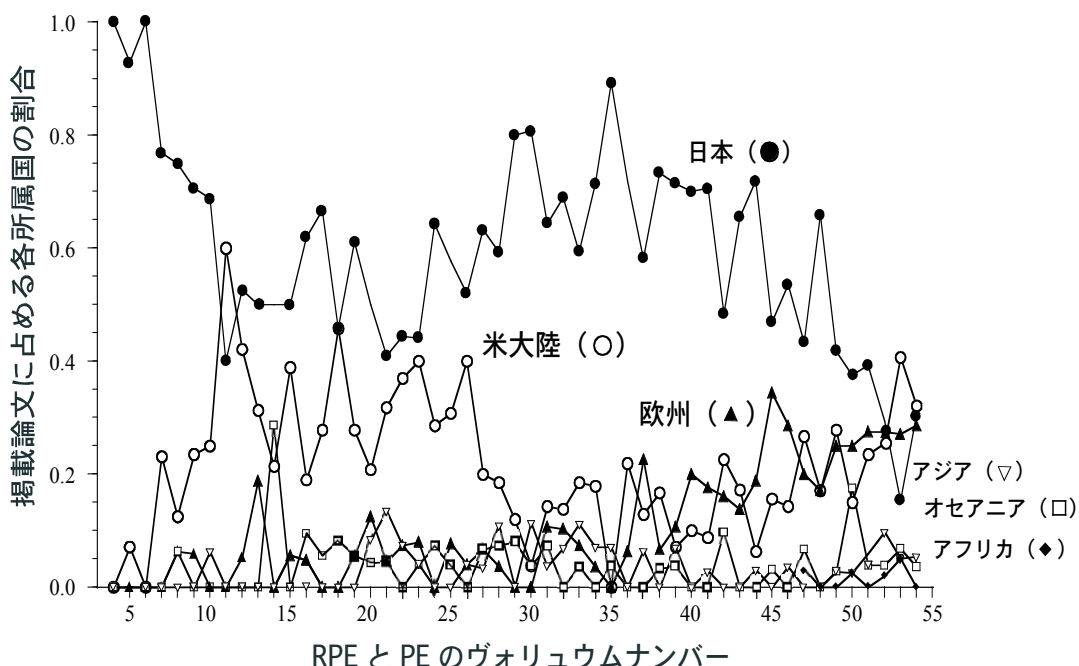 掲載論文に占める各所属国の割合
1.0
0.8
0.6
0.4
0.2
0.0
日本（●）
米大陸（○）
欧州（▲）
アジア（▽）
オセアニア（□）
アフリカ（◆）
5 10 15 20 25 30 35 40 45 50 55
RPE と PE のヴォリュウムナンバー